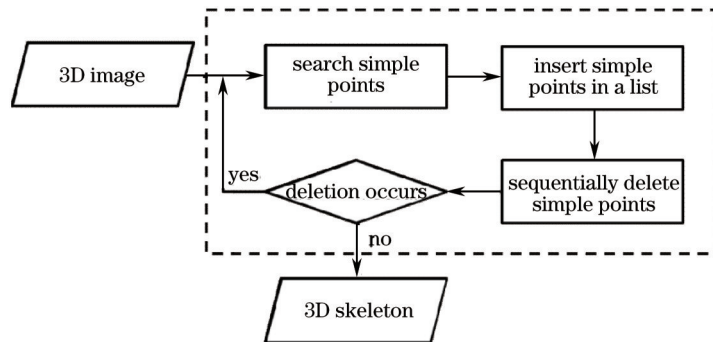 3D image
search simple
points
insert simple
points in a list
sequentially delete
simple points
deletion occurs
yes
no
3D skeleton